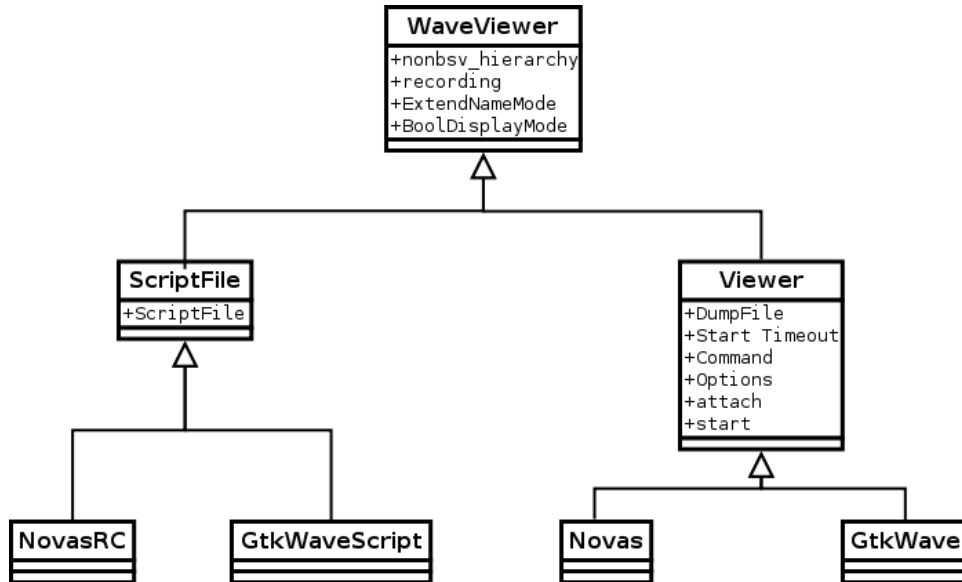 WaveViewer
+nonbsv_hierarchy
+recording
+ExtendNameMode
+BoolDisplayMode
ScriptFile
+ScriptFile
Viewer
+DumpFile
+Start Timeout
+Command
+Options
+attach
+start
NovasRC
GtkWaveScript
Novas
GtkWave